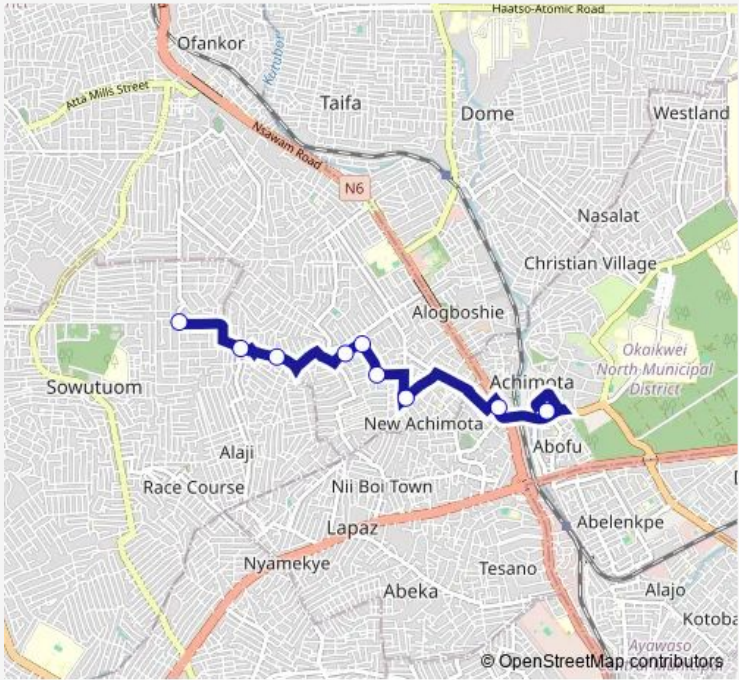 Haatso-Atomic Road
Ofankor
Atta Mills Street
Taifa
Dome
Westland
Nsawam Road
N6
Nasalat
Christian Village
Alogboshie
Okaikwei
North Municipal
District
Achimota
Sowutuom
New Achimota
Abofu
Alaji
Race Course
Nii Boi Town
Lapaz
Abelenkpe
Nyamekye
Tesano
Abeka
Alajo
Kotoba
Ayawaso
© OpenStreetMap contributors